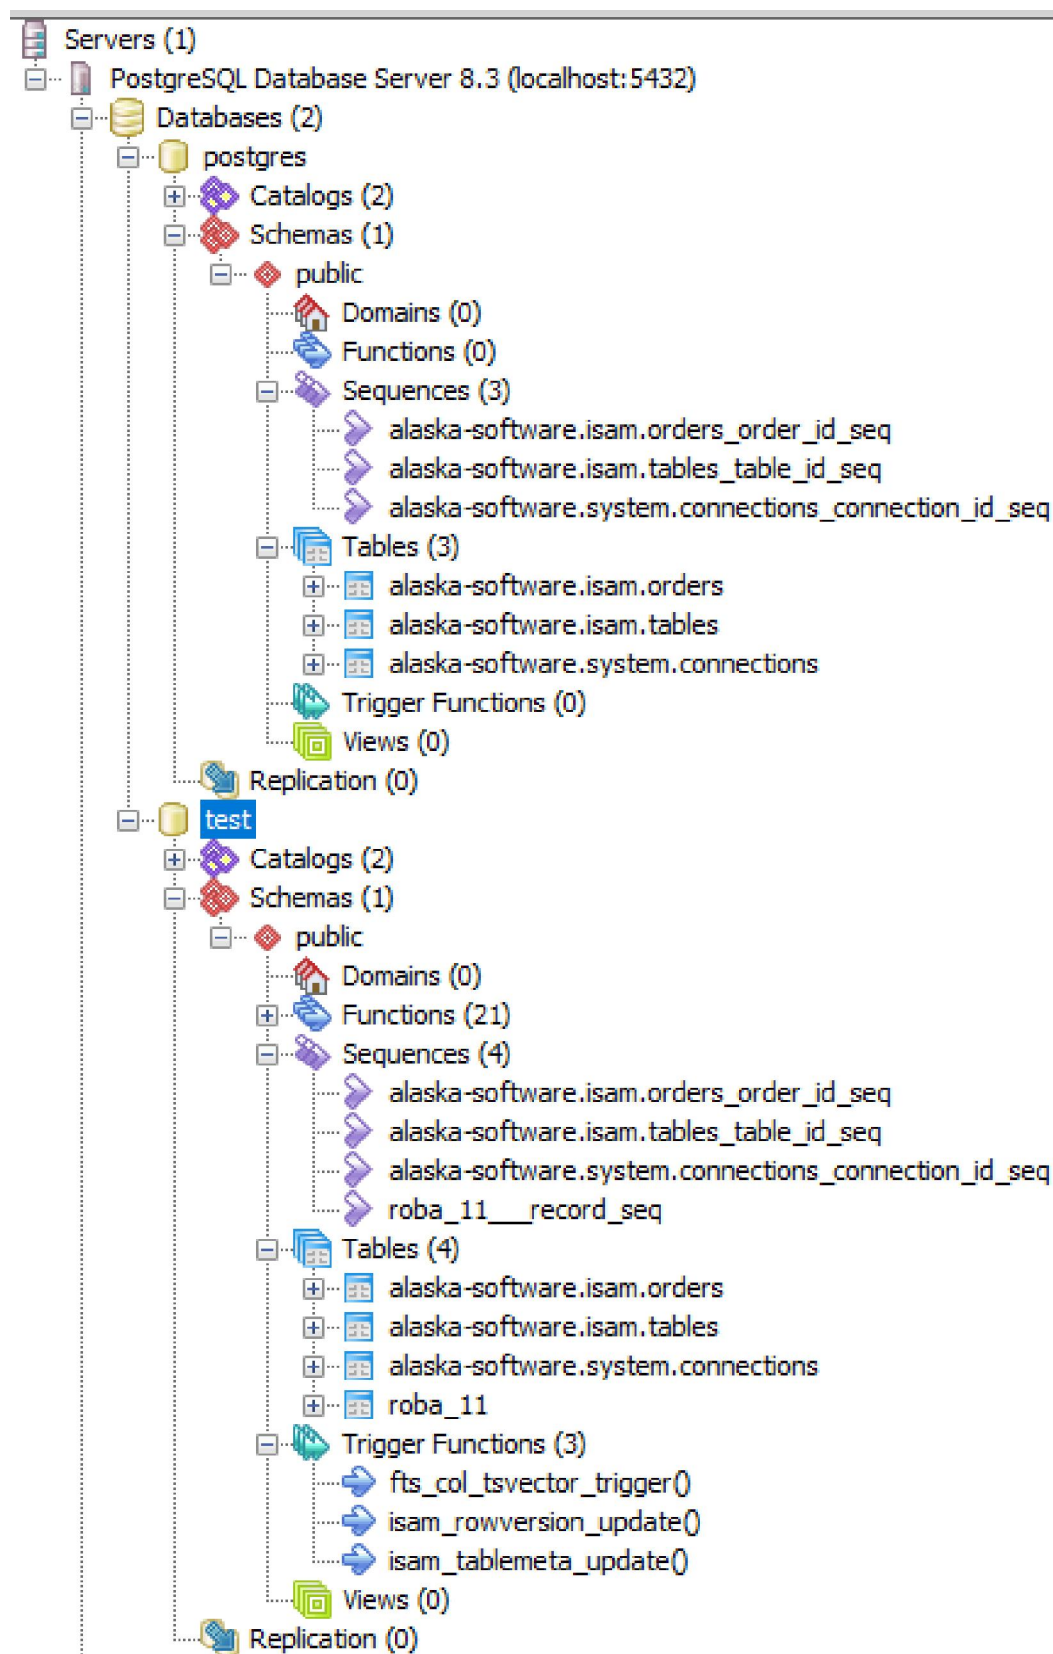 Servers (1)
PostgreSQL Database Server 8.3 (localhost:5432)
Databases (2)
postgres
Catalogs (2)
Schemas (1)
public
Domains (0)
Functions (0)
Sequences (3)
alaska-software.isam.orders_order_id_seq
alaska-software.isam.tables_table_id_seq
alaska-software.system.connections_connection_id_seq
Tables (3)
alaska-software.isam.orders
alaska-software.isam.tables
alaska-software.system.connections
Trigger Functions (0)
Views (0)
Replication (0)
test
Catalogs (2)
Schemas (1)
public
Domains (0)
Functions (21)
Sequences (4)
alaska-software.isam.orders_order_id_seq
alaska-software.isam.tables_table_id_seq
alaska-software.system.connections_connection_id_seq
roba_11___record_seq
Tables (4)
alaska-software.isam.orders
alaska-software.isam.tables
alaska-software.system.connections
roba_11
Trigger Functions (3)
fts_col_tsvector_trigger()
isam_rowversion_update()
isam_tablemeta_update()
Views (0)
Replication (0)